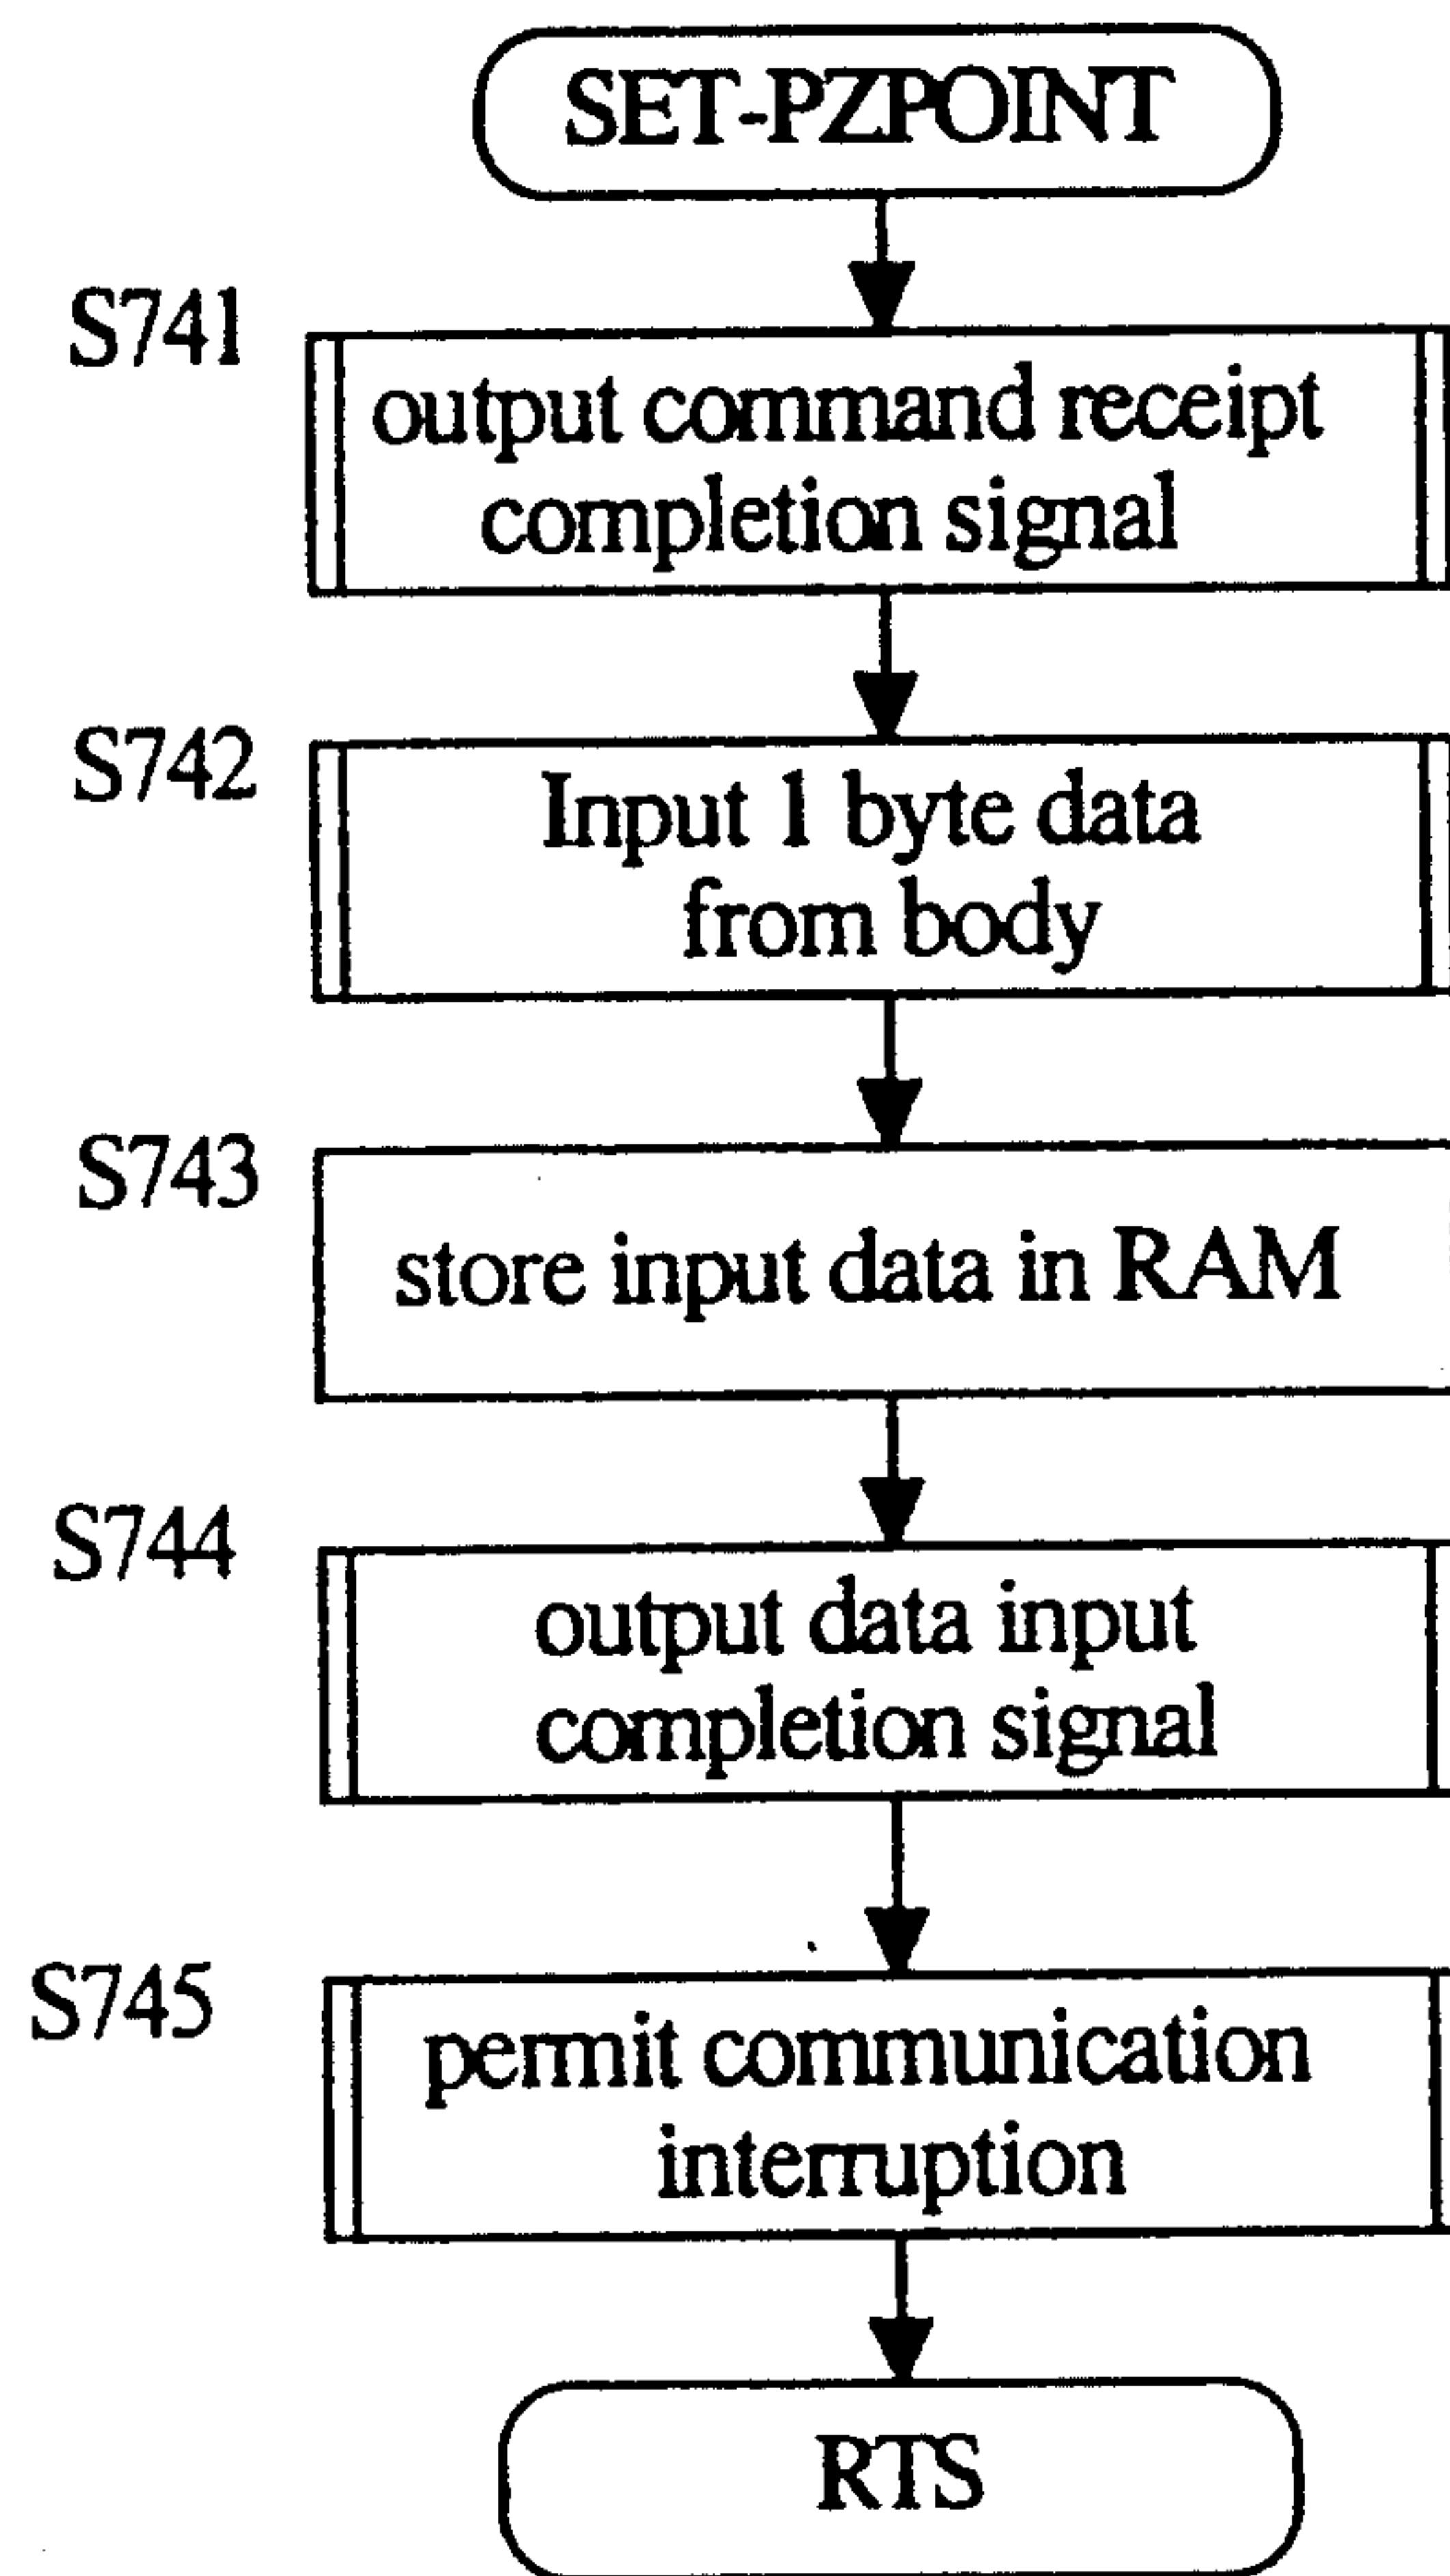 SET-PZPOINT
S741
output command receipt
completion signal
S742
Input 1 byte data
from body
S743
store input data in RAM
S744
output data input
completion signal
S745
permit communication
interruption
RTS